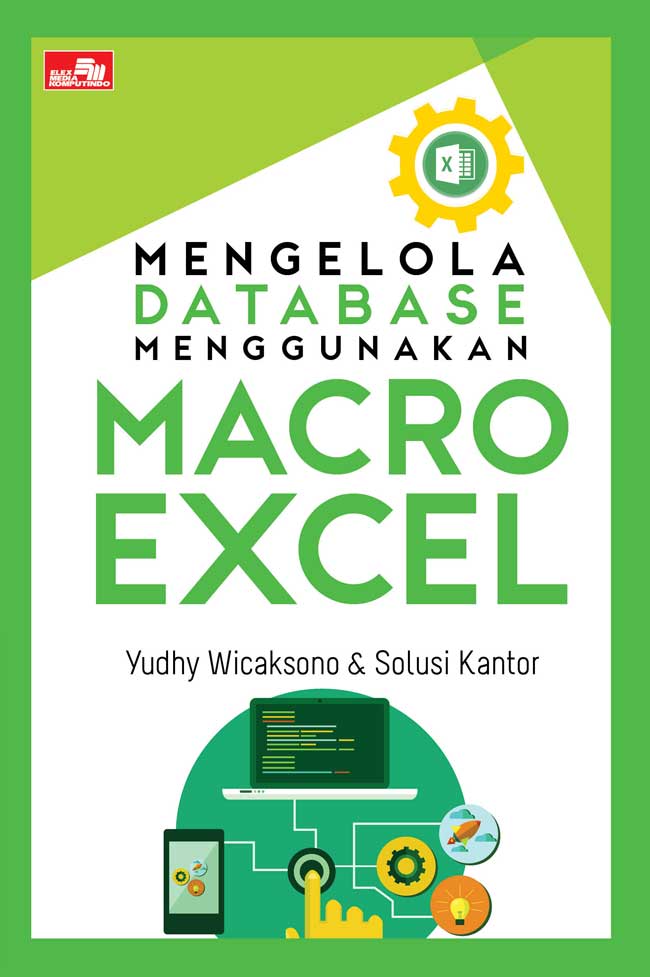 ELEX
MEDIA
KOMPUTINDO
X
MENGELOLA
DATABASE
MENGGUNAKAN
MACRO
EXCEL
Yudhy Wicaksono & Solusi Kantor